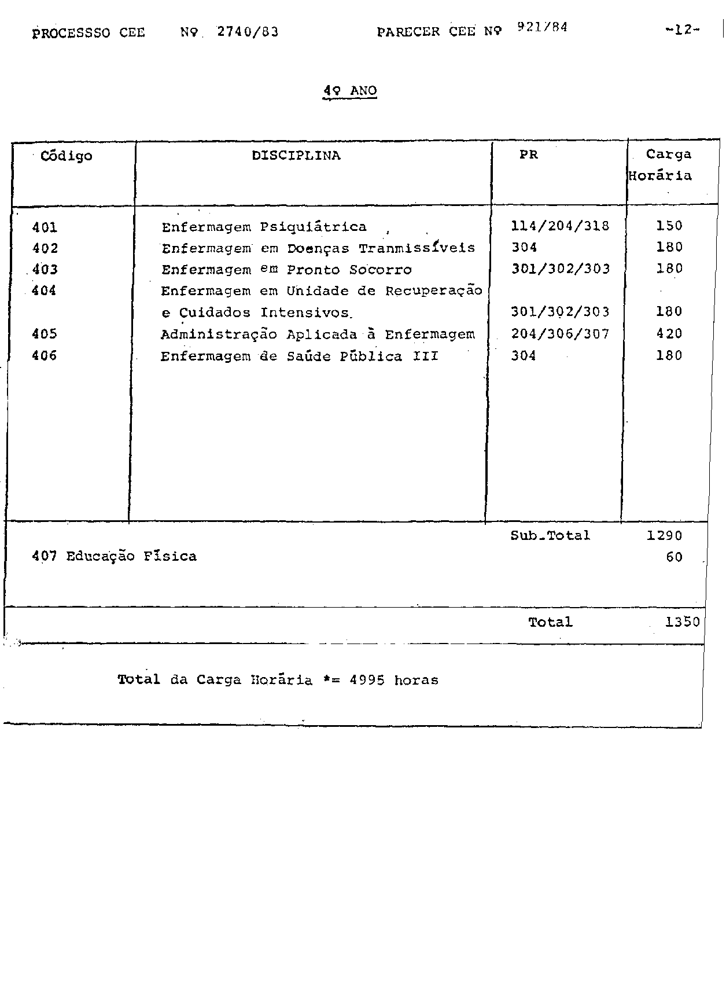 PROCESSSO CEE Nº 2740/83 PARECER CEE Nº 921/84 -12-
4º ANO
Código DISCIPLINA PR Carga
Horária
401 Enfermagem Psiquiátrica 114/204/318 150
402 Enfermagem em Doenças Tranmissíveis 304 180
403 Enfermagem em Pronto Socorro 301/302/303 180
404 Enfermagem em Unidade de Recuperação
e Cuidados Intensivos. 301/302/303 180
405 Administração Aplicada à Enfermagem 204/306/307 420
406 Enfermagem de Saúde Pública III 304 180
Sub-Total 1290
407 Educação Física 60
Total 1350
Total da Carga Horária *= 4995 horas